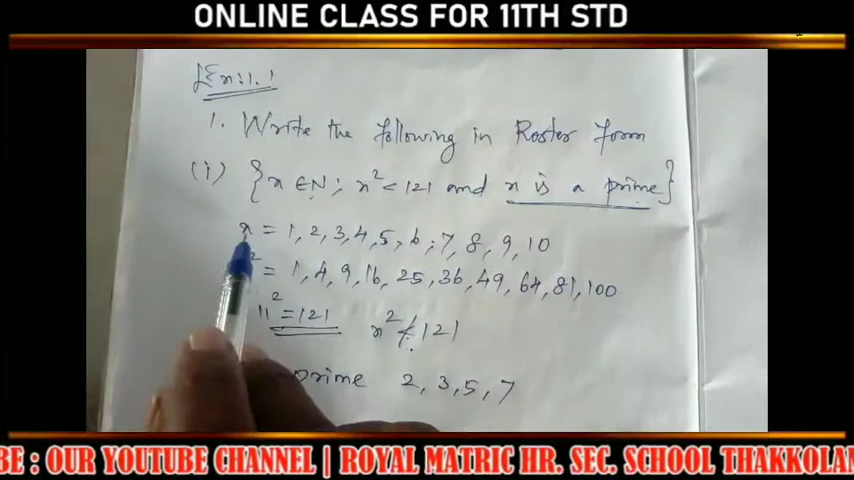 ONLINE CLASS FOR 11TH STD
Ex: 1.1
1. Write the following in Roster form
(i) {x ∈ N; x² < 121 and x is a prime}
x = 1, 2, 3, 4, 5, 6, 7, 8, 9, 10
² = 1, 4, 9, 16, 25, 36, 49, 64, 81, 100
11² = 121 x² < 121
prime 2, 3, 5, 7
BE : OUR YOUTUBE CHANNEL | ROYAL MATRIC HR. SEC. SCHOOL THAKKOLAM